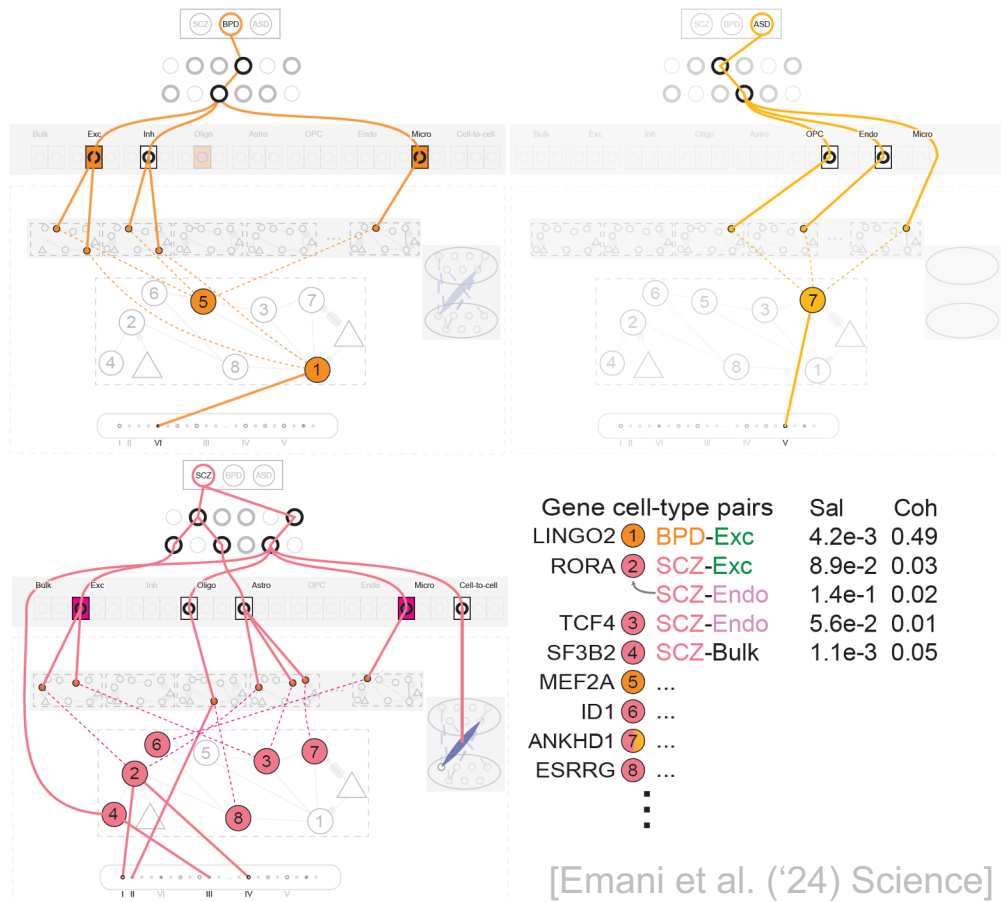 SCZ BPD ASD
Bulk Exc Inh Oligo Astro OPC Endo Micro Cell-to-cell
6 5 7
2 3
4 8 1
I II VI III IV V
SCZ BPD ASD
Bulk Exc Inh Oligo Astro OPC Endo Micro
6 5 7
2 3
4 8 1
I II VI III IV V
SCZ BPD ASD
Bulk Exc Inh Oligo Astro OPC Endo Micro Cell-to-cell
6 5 7
2 3
4 8 1
I II VI III IV V
Gene cell-type pairs Sal Coh
LINGO2 1 BPD-Exc 4.2e-3 0.49
RORA 2 SCZ-Exc 8.9e-2 0.03
SCZ-Endo 1.4e-1 0.02
TCF4 3 SCZ-Endo 5.6e-2 0.01
SF3B2 4 SCZ-Bulk 1.1e-3 0.05
MEF2A 5 ...
ID1 6 ...
ANKHD1 7 ...
ESRRG 8 ...
[Emani et al. (‘24) Science]